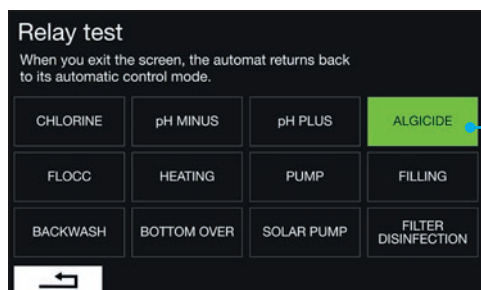 Relay test
When you exit the screen, the automat returns back
to its automatic control mode.
CHLORINE
pH MINUS
pH PLUS
ALGICIDE
FLOCC
HEATING
PUMP
FILLING
BACKWASH
BOTTOM OVER
SOLAR PUMP
FILTER
DISINFECTION